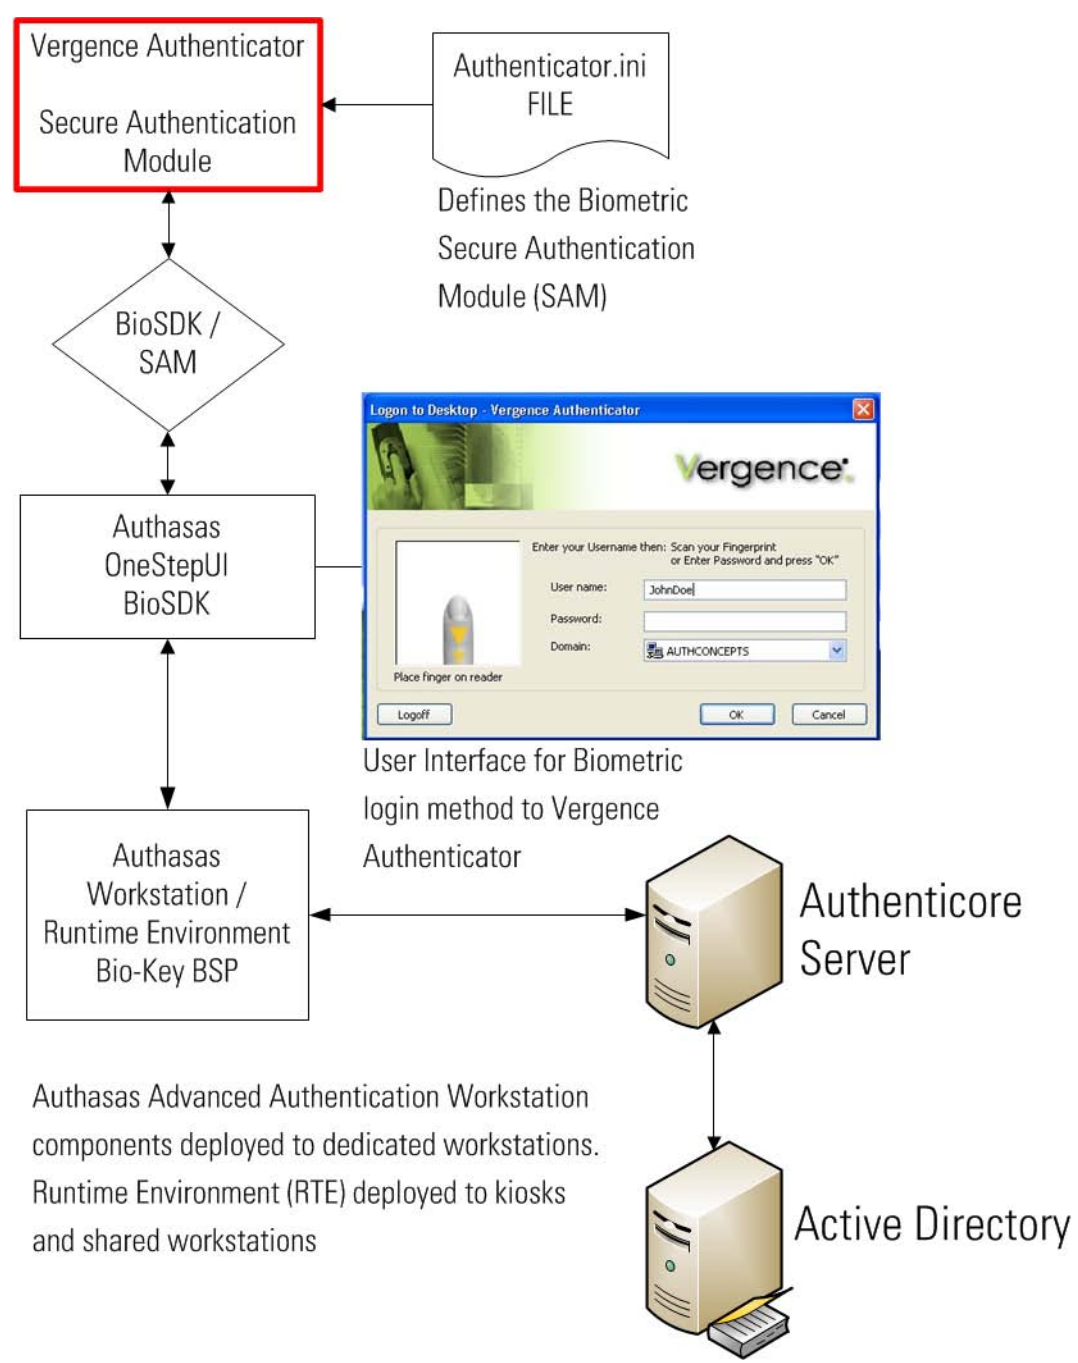 Vergence Authenticator
Secure Authentication
Module
Authenticator.ini
FILE
Defines the Biometric
Secure Authentication
Module (SAM)
BioSDK /
SAM
Logon to Desktop - Vergence Authenticator
Vergence
Authasas
OneStepUI
BioSDK
Enter your Username then: Scan your Fingerprint
or Enter Password and press "OK"
User name:
JohnDoe
Password:
Domain:
AUTHCONCEPTS
Place finger on reader
Logoff
OK
Cancel
User Interface for Biometric
login method to Vergence
Authenticator
Authasas
Workstation /
Runtime Environment
Bio-Key BSP
Authenticore
Server
Authasas Advanced Authentication Workstation
components deployed to dedicated workstations.
Runtime Environment (RTE) deployed to kiosks
and shared workstations
Active Directory